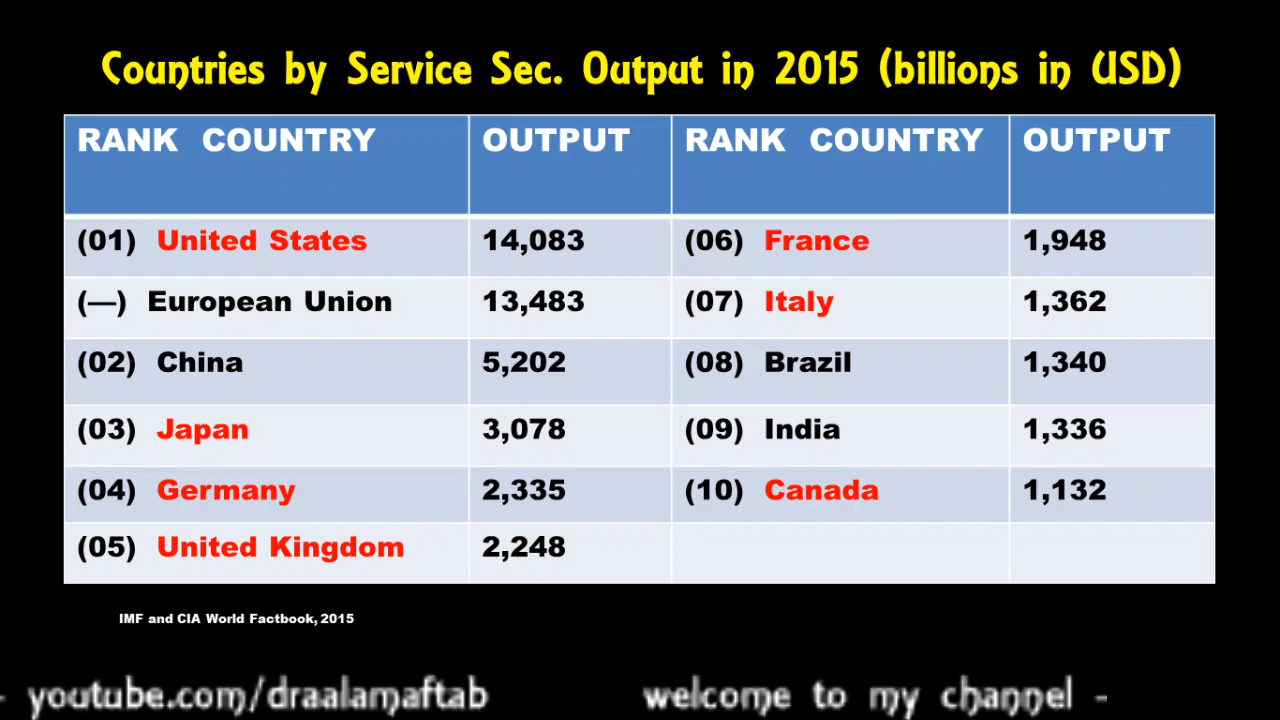 Countries by Service Sec. Output in 2015 (billions in USD)
RANK COUNTRY OUTPUT RANK COUNTRY OUTPUT
(01) United States 14,083 (06) France 1,948
(—) European Union 13,483 (07) Italy 1,362
(02) China 5,202 (08) Brazil 1,340
(03) Japan 3,078 (09) India 1,336
(04) Germany 2,335 (10) Canada 1,132
(05) United Kingdom 2,248
IMF and CIA World Factbook, 2015
- youtube.com/draalamaftab welcome to my channel -